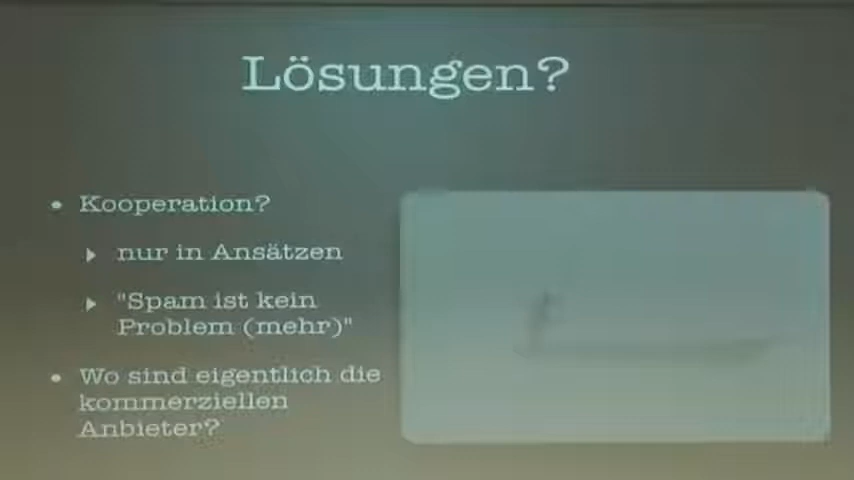 Lösungen?
• Kooperation?
▸ nur in Ansätzen
▸ "Spam ist kein
Problem (mehr)"
• Wo sind eigentlich die
kommerziellen
Anbieter?